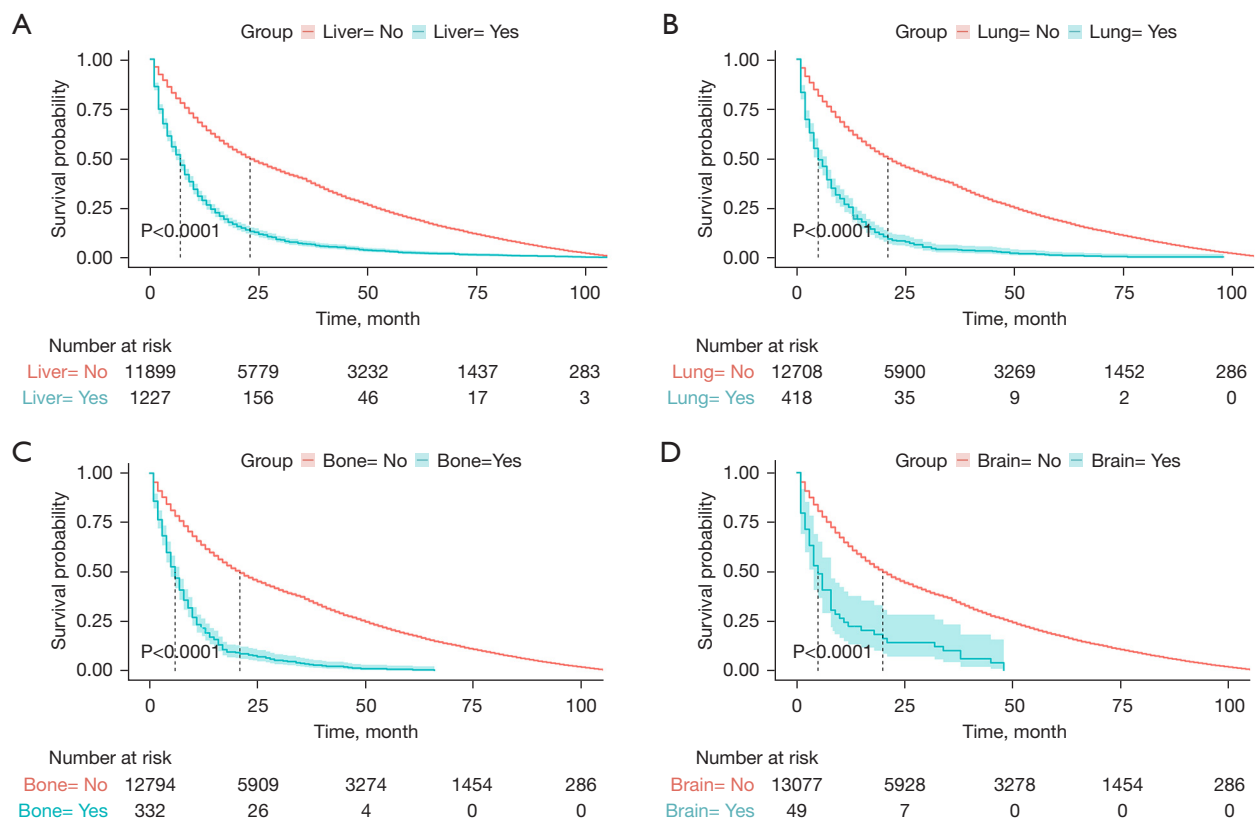 A
Group Liver= No Liver= Yes
Survival probability
1.00
0.75
0.50
0.25
0.00
P<0.0001
0 25 50 75 100
Time, month
Number at risk
Liver= No 11899 5779 3232 1437 283
Liver= Yes 1227 156 46 17 3
B
Group Lung= No Lung= Yes
Survival probability
1.00
0.75
0.50
0.25
0.00
P<0.0001
0 25 50 75 100
Time, month
Number at risk
Lung= No 12708 5900 3269 1452 286
Lung= Yes 418 35 9 2 0
C
Group Bone= No Bone=Yes
Survival probability
1.00
0.75
0.50
0.25
0.00
P<0.0001
0 25 50 75 100
Time, month
Number at risk
Bone= No 12794 5909 3274 1454 286
Bone= Yes 332 26 4 0 0
D
Group Brain= No Brain= Yes
Survival probability
1.00
0.75
0.50
0.25
0.00
P<0.0001
0 25 50 75 100
Time, month
Number at risk
Brain= No 13077 5928 3278 1454 286
Brain= Yes 49 7 0 0 0